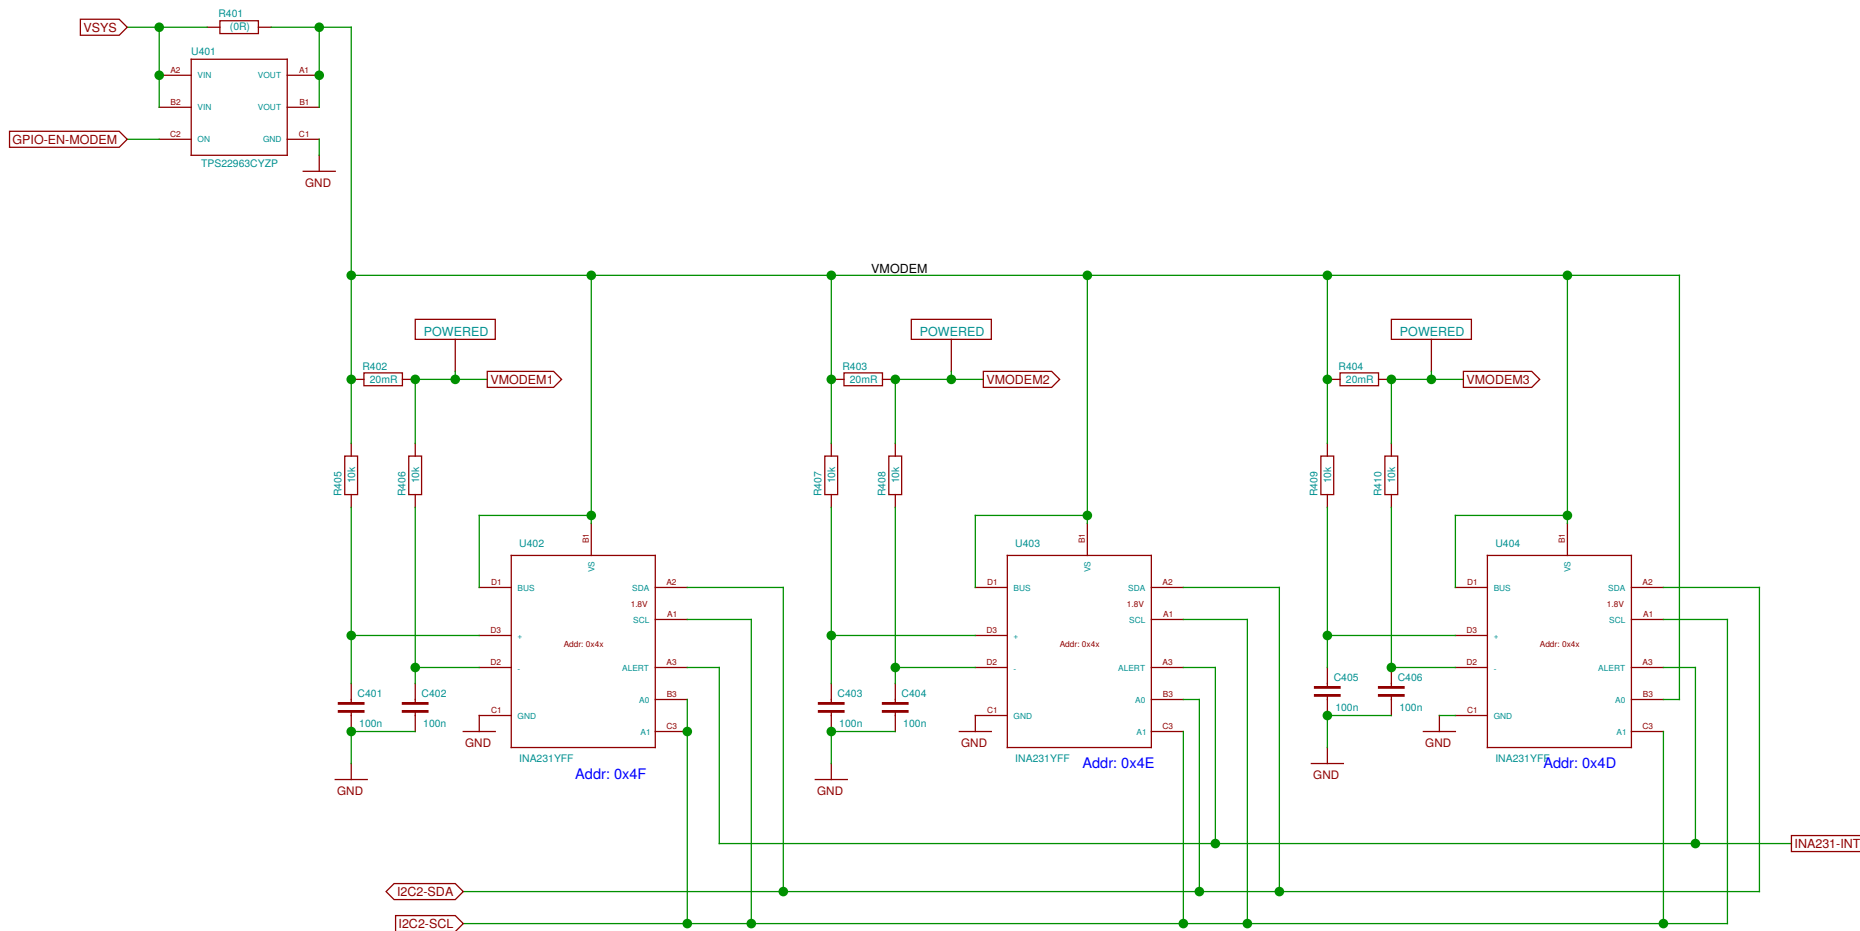 VSYS
R401
(0R)
U401
A2 VIN VOUT A1
B2 VIN VOUT B1
GPIO-EN-MODEM
C2 ON GND C1
TPS22963CYZP
GND
VMODEM
POWERED
POWERED
POWERED
R402
20mR
VMODEM1
R403
20mR
VMODEM2
R404
20mR
VMODEM3
R405
10k
R406
10k
R407
10k
R408
10k
R409
10k
R410
10k
U402
B1
VS
D1 BUS SDA A2
1.8V
SCL A1
D3 +
Addr: 0x4x
D2 - ALERT A3
A0 B3
C1 GND
A1 C3
INA231YFF
Addr: 0x4F
GND
C401
100n
C402
100n
GND
U403
B1
VS
D1 BUS SDA A2
1.8V
SCL A1
D3 +
Addr: 0x4x
D2 - ALERT A3
A0 B3
C1 GND
A1 C3
INA231YFF
Addr: 0x4E
GND
C403
100n
C404
100n
GND
U404
B1
VS
D1 BUS SDA A2
1.8V
SCL A1
D3 +
Addr: 0x4x
D2 - ALERT A3
A0 B3
C1 GND
A1 C3
INA231YFF
Addr: 0x4D
GND
C405
100n
C406
100n
GND
INA231-INT
I2C2-SDA
I2C2-SCL